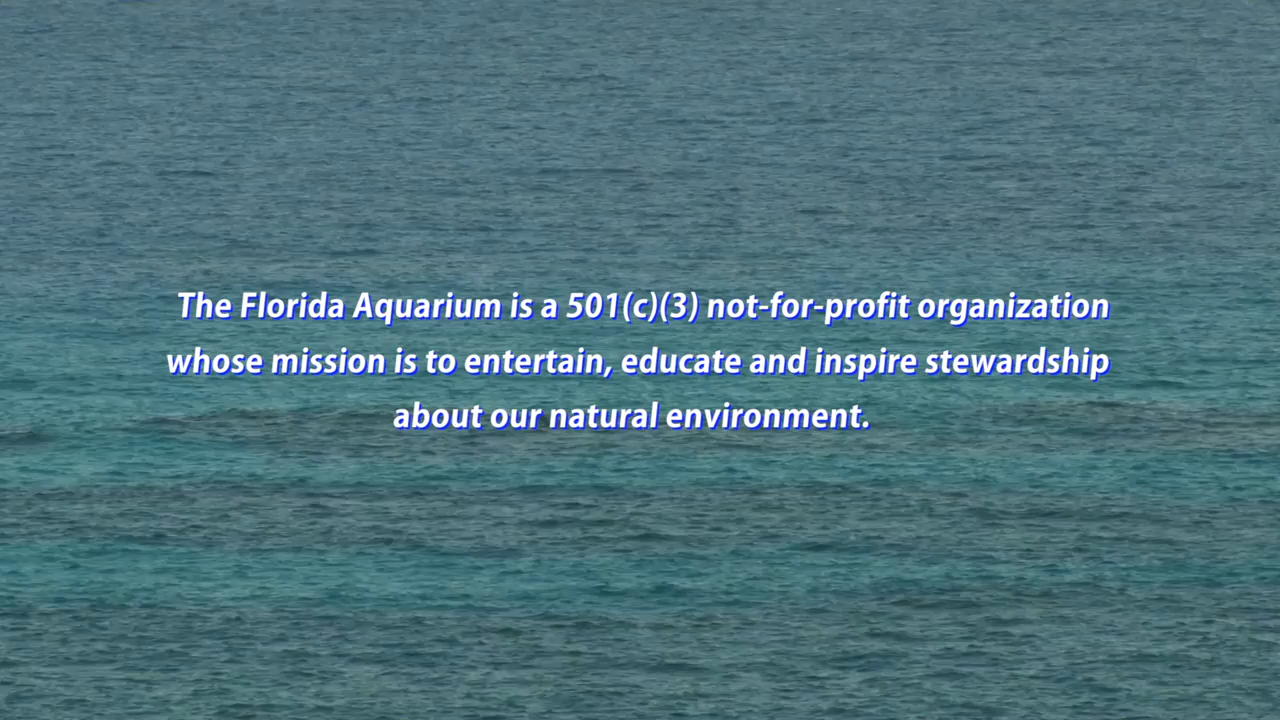 The Florida Aquarium is a 501(c)(3) not-for-profit organization
whose mission is to entertain, educate and inspire stewardship
about our natural environment.